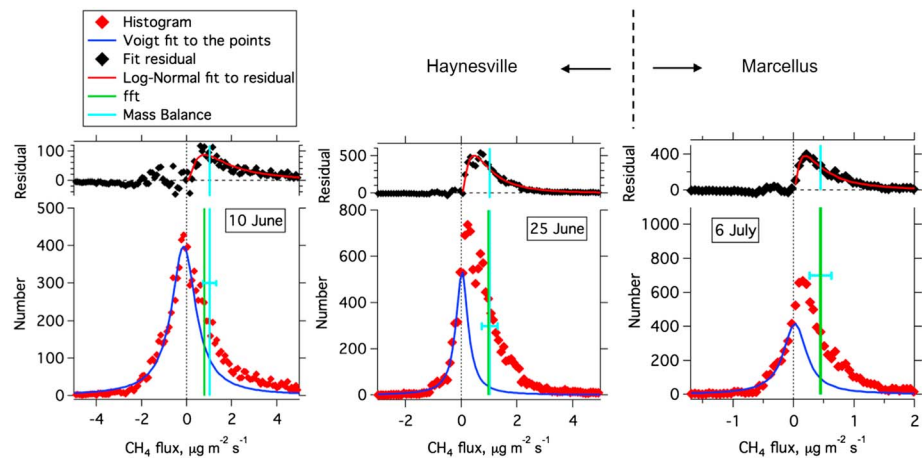 Histogram
Voigt fit to the points
Fit residual
Log-Normal fit to residual
fft
Mass Balance
Haynesville
Marcellus
Residual
100
0
Residual
500
0
Residual
400
0
Number
500
400
300
200
100
0
10 June
-4 -2 0 2 4
CH₄ flux, µg m⁻² s⁻¹
Number
800
600
400
200
0
25 June
-2 0 2 4
CH₄ flux, µg m⁻² s⁻¹
Number
1000
800
600
400
200
0
6 July
-1 0 1 2
CH₄ flux, µg m⁻² s⁻¹